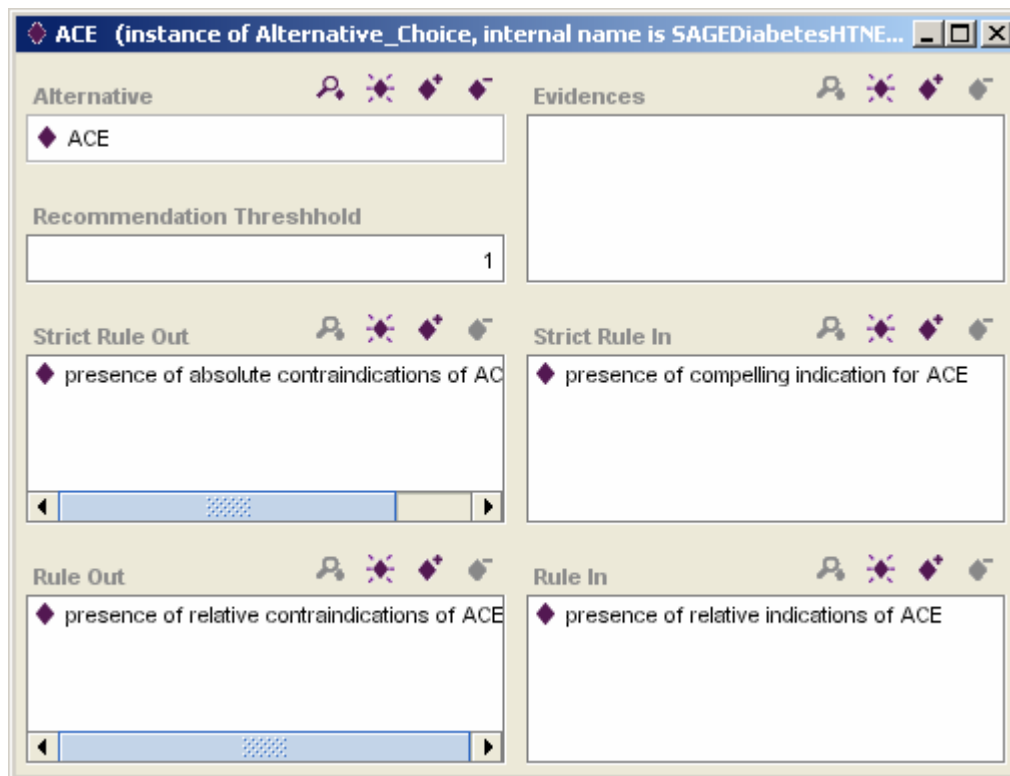 ACE (instance of Alternative_Choice, internal name is SAGEDiabetesHTNE...
Alternative
ACE
Evidences
Recommendation Threshhold
1
Strict Rule Out
presence of absolute contraindications of AC
Strict Rule In
presence of compelling indication for ACE
Rule Out
presence of relative contraindications of ACE
Rule In
presence of relative indications of ACE